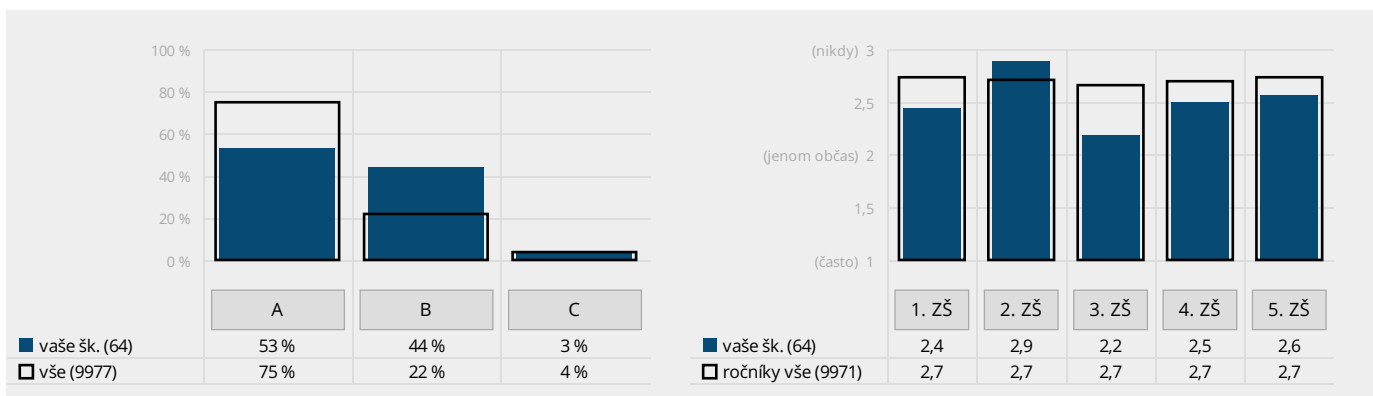 100 %
80 %
60 %
40 %
20 %
0 %
A B C
vaše šk. (64) 53 % 44 % 3 %
vše (9977) 75 % 22 % 4 %
(nikdy) 3
2,5
(jenom občas) 2
1,5
(často) 1
1. ZŠ 2. ZŠ 3. ZŠ 4. ZŠ 5. ZŠ
vaše šk. (64) 2,4 2,9 2,2 2,5 2,6
ročníky vše (9971) 2,7 2,7 2,7 2,7 2,7